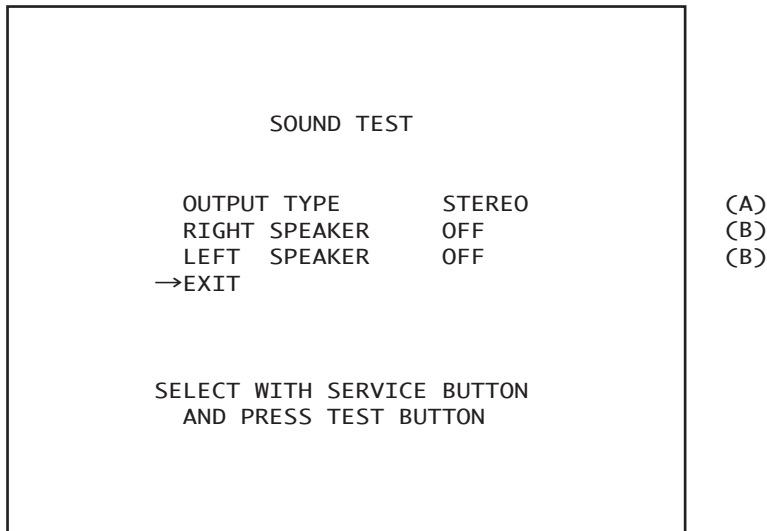 SOUND TEST
OUTPUT TYPE STEREO (A)
RIGHT SPEAKER OFF (B)
LEFT SPEAKER OFF (B)
→EXIT
SELECT WITH SERVICE BUTTON
AND PRESS TEST BUTTON